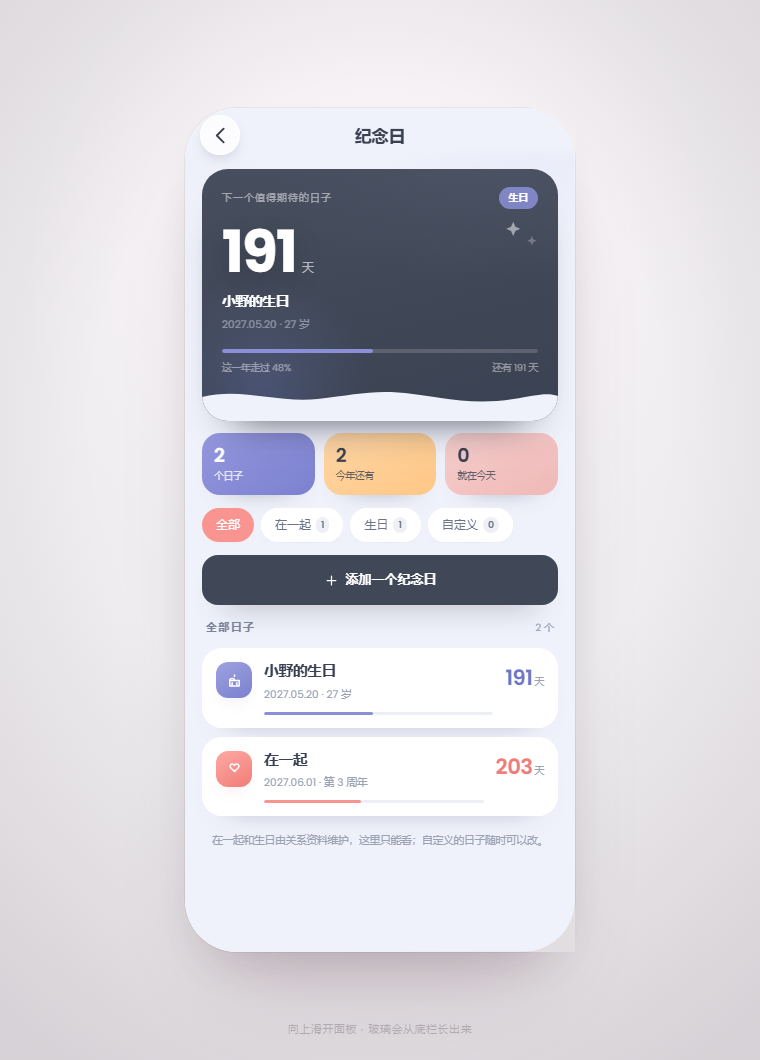 纪念日
下一个值得期待的日子
生日
191 天
小野的生日
2027.05.20 · 27 岁
这一年走过 48%
还有 191 天
2
个日子
2
今年还有
0
就在今天
全部
在一起 1
生日 1
自定义 0
+ 添加一个纪念日
全部日子
2 个
小野的生日
2027.05.20 · 27 岁
191 天
在一起
2027.06.01 · 第 3 周年
203 天
在一起和生日由关系资料维护，这里只能看；自定义的日子随时可以改。
向上滑开面板 · 玻璃会从底栏长出来